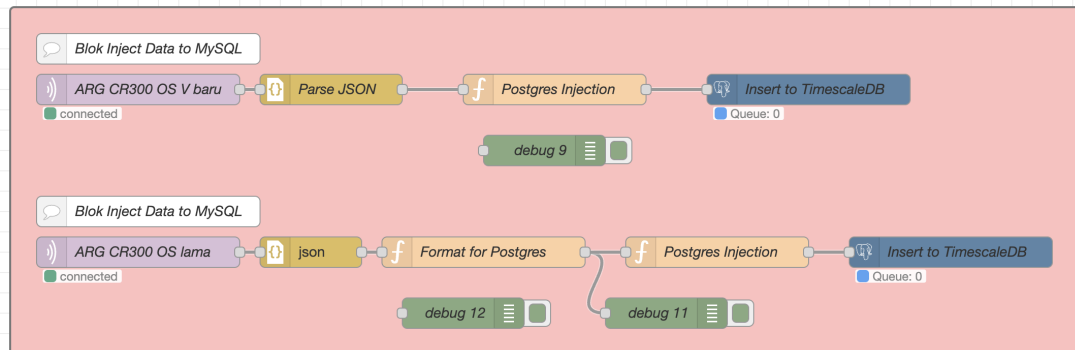 Blok Inject Data to MySQL
ARG CR300 OS V baru
Parse JSON
Postgres Injection
Insert to TimescaleDB
connected
Queue: 0
debug 9
Blok Inject Data to MySQL
ARG CR300 OS lama
json
Format for Postgres
Postgres Injection
Insert to TimescaleDB
connected
Queue: 0
debug 12
debug 11